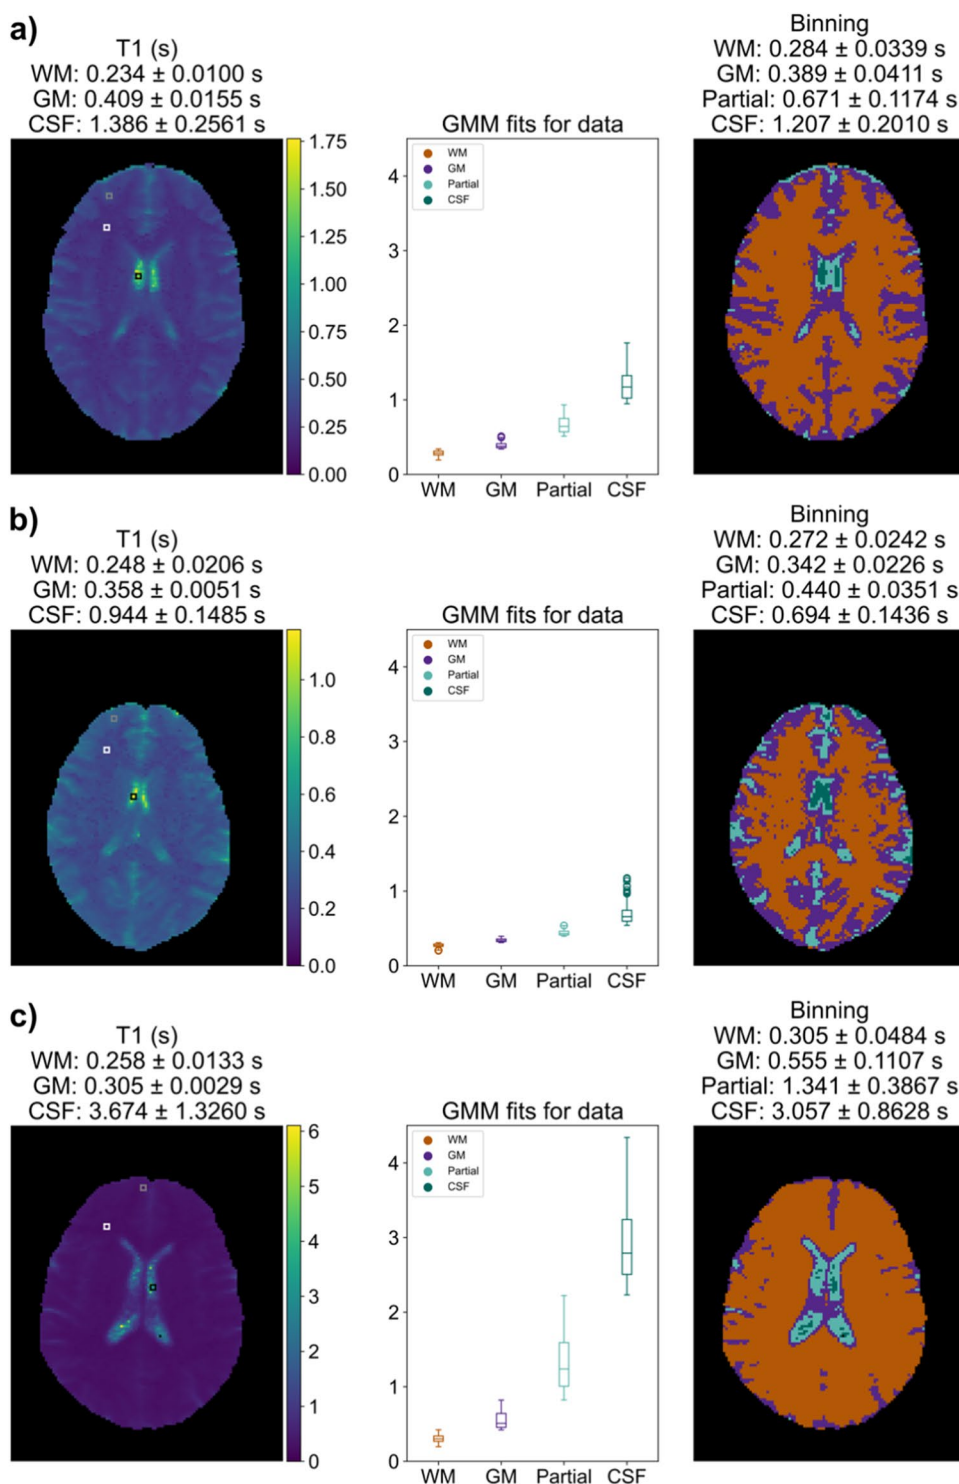 a)
T1 (s)
WM: 0.234 ± 0.0100 s
GM: 0.409 ± 0.0155 s
CSF: 1.386 ± 0.2561 s
1.75
1.50
1.25
1.00
0.75
0.50
0.25
0.00
GMM fits for data
WM
GM
Partial
CSF
4
3
2
1
0
WM GM Partial CSF
Binning
WM: 0.284 ± 0.0339 s
GM: 0.389 ± 0.0411 s
Partial: 0.671 ± 0.1174 s
CSF: 1.207 ± 0.2010 s
b)
T1 (s)
WM: 0.248 ± 0.0206 s
GM: 0.358 ± 0.0051 s
CSF: 0.944 ± 0.1485 s
1.0
0.8
0.6
0.4
0.2
0.0
GMM fits for data
WM
GM
Partial
CSF
4
3
2
1
0
WM GM Partial CSF
Binning
WM: 0.272 ± 0.0242 s
GM: 0.342 ± 0.0226 s
Partial: 0.440 ± 0.0351 s
CSF: 0.694 ± 0.1436 s
c)
T1 (s)
WM: 0.258 ± 0.0133 s
GM: 0.305 ± 0.0029 s
CSF: 3.674 ± 1.3260 s
6
5
4
3
2
1
0
GMM fits for data
WM
GM
Partial
CSF
4
3
2
1
0
WM GM Partial CSF
Binning
WM: 0.305 ± 0.0484 s
GM: 0.555 ± 0.1107 s
Partial: 1.341 ± 0.3867 s
CSF: 3.057 ± 0.8628 s